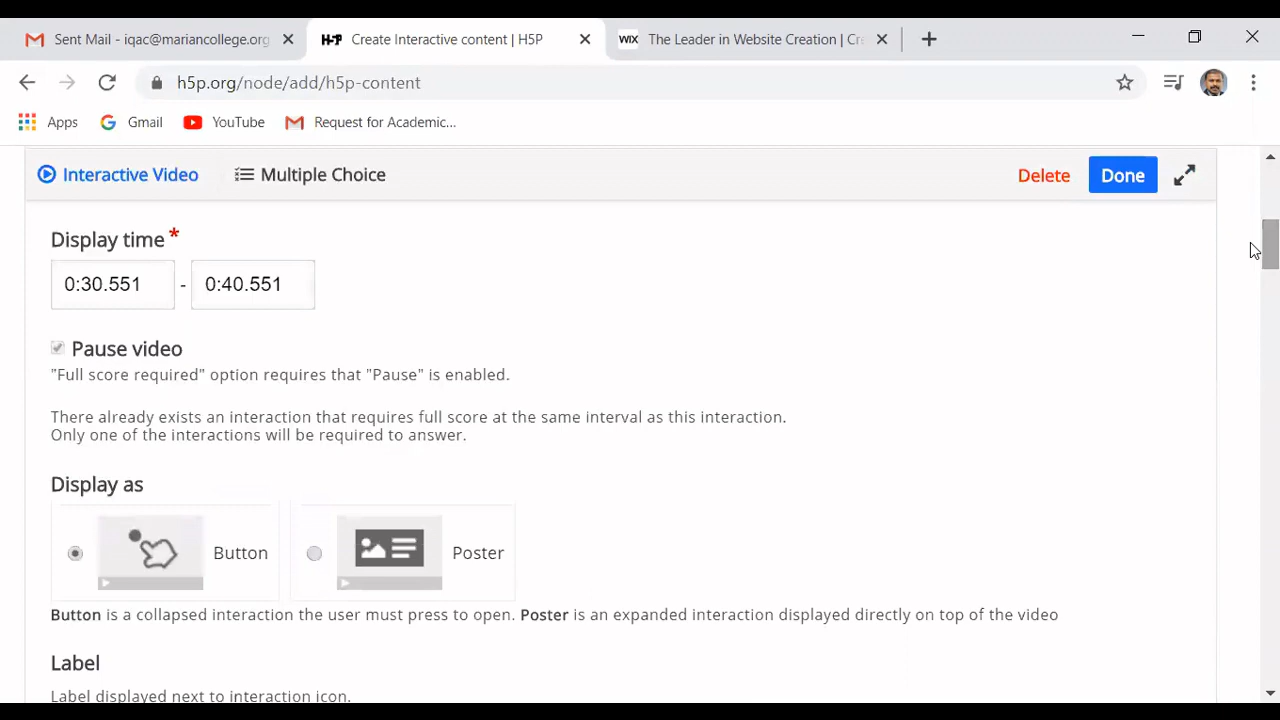 Sent Mail - iqac@mariancollege.org
H-5P Create Interactive content | H5P
WIX The Leader in Website Creation | Cr
h5p.org/node/add/h5p-content
Apps Gmail YouTube Request for Academic...
Interactive Video Multiple Choice Delete Done
Display time *
0:30.551 - 0:40.551
Pause video
"Full score required" option requires that "Pause" is enabled.
There already exists an interaction that requires full score at the same interval as this interaction.
Only one of the interactions will be required to answer.
Display as
Button Poster
Button is a collapsed interaction the user must press to open. Poster is an expanded interaction displayed directly on top of the video
Label
Label displayed next to interaction icon.